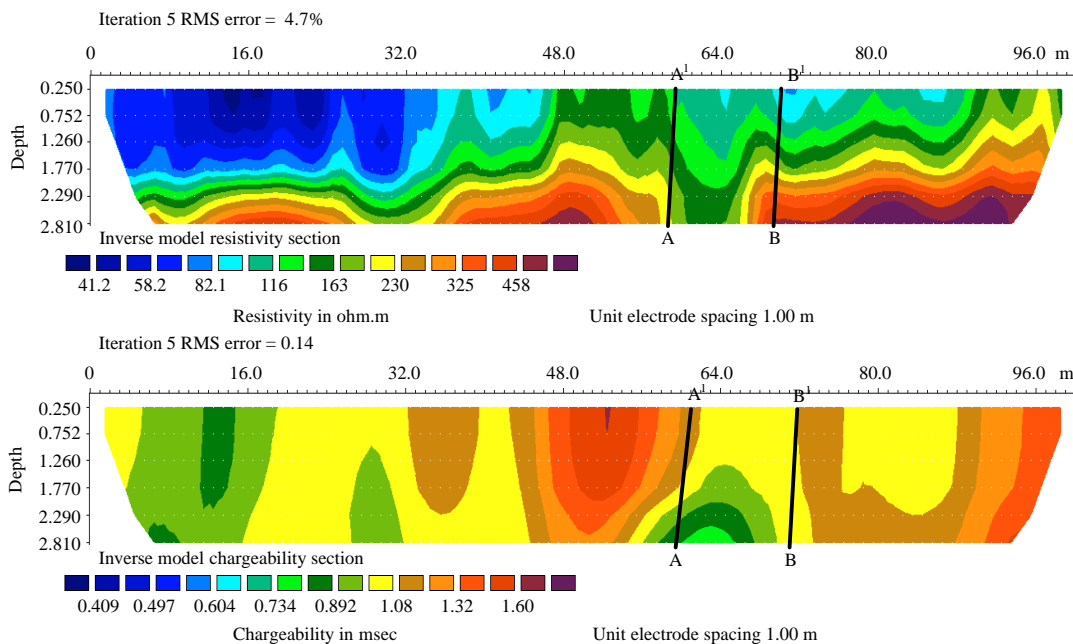 Iteration 5 RMS error = 4.7%
0 16.0 32.0 48.0 64.0 80.0 96.0 m
A¹ B¹
Depth
0.250
0.752
1.260
1.770
2.290
2.810
A B
Inverse model resistivity section
41.2 58.2 82.1 116 163 230 325 458
Resistivity in ohm.m Unit electrode spacing 1.00 m
Iteration 5 RMS error = 0.14
0 16.0 32.0 48.0 64.0 80.0 96.0 m
A¹ B
Depth
0.250
0.752
1.260
1.770
2.290
2.810
A B
Inverse model chargeability section
0.409 0.497 0.604 0.734 0.892 1.08 1.32 1.60
Chargeability in msec Unit electrode spacing 1.00 m